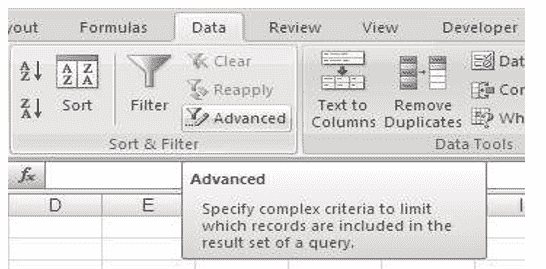 yout Formulas Data Review View Developer
A Z Sort Filter Clear Reapply Advanced
Z A
A Z
Z A
Text to Columns Remove Duplicates
Dat
Con
Wh
Sort & Filter Data Tools
fx
D E I
Advanced
Specify complex criteria to limit
which records are included in the
result set of a query.